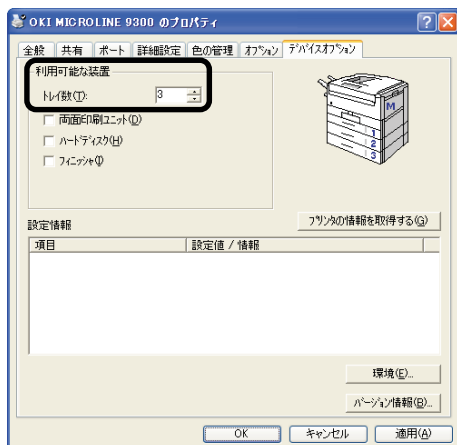 OKI MICROLINE 9300 のプロパティ
全般 共有 ポート 詳細設定 色の管理 オプション デバイスオプション
利用可能な装置
トレイ数(T): 3
両面印刷ユニット(D)
ハードディスク(H)
フィニッシャ(I)
M
1
2
3
プリンタの情報を取得する(G)
設定情報
項目 設定値 / 情報
環境(E)...
バージョン情報(B)...
OK キャンセル 適用(A)